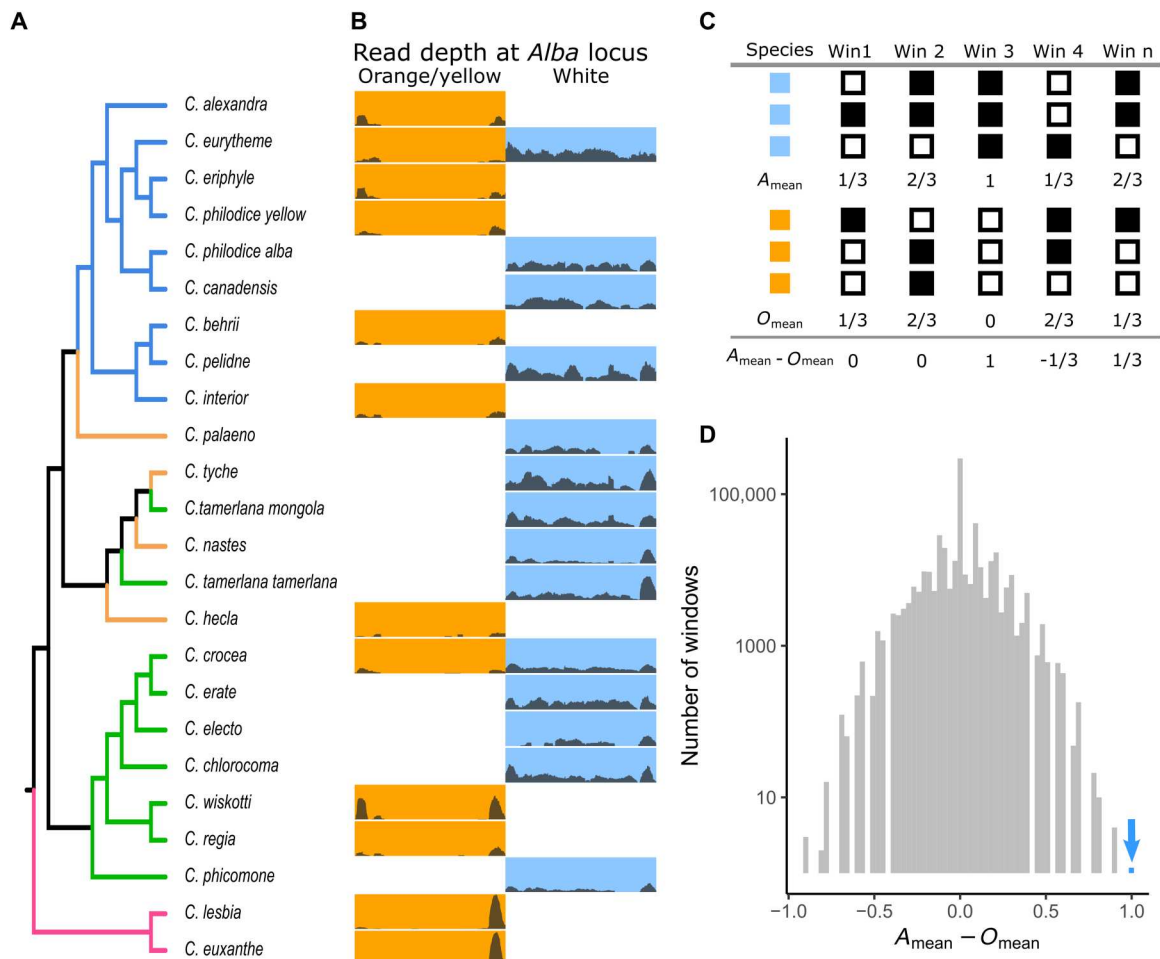 A
B
Read depth at Alba locus
Orange/yellow White
C. alexandra
C. eurytheme
C. eriphyle
C. philodice yellow
C. philodice alba
C. canadensis
C. behrii
C. pelidne
C. interior
C. palaeno
C. tyche
C.tamerlana mongola
C. nastes
C. tamerlana tamerlana
C. hecla
C. crocea
C. erate
C. electo
C. chlorocoma
C. wiskotti
C. regia
C. phicomone
C. lesbia
C. euxanthe
C
Species Win1 Win 2 Win 3 Win 4 Win n
Amean 1/3 2/3 1 1/3 2/3
Omean 1/3 2/3 0 2/3 1/3
Amean - Omean 0 0 1 -1/3 1/3
D
Number of windows
100,000
1000
10
−1.0 −0.5 0.0 0.5 1.0
Amean − Omean